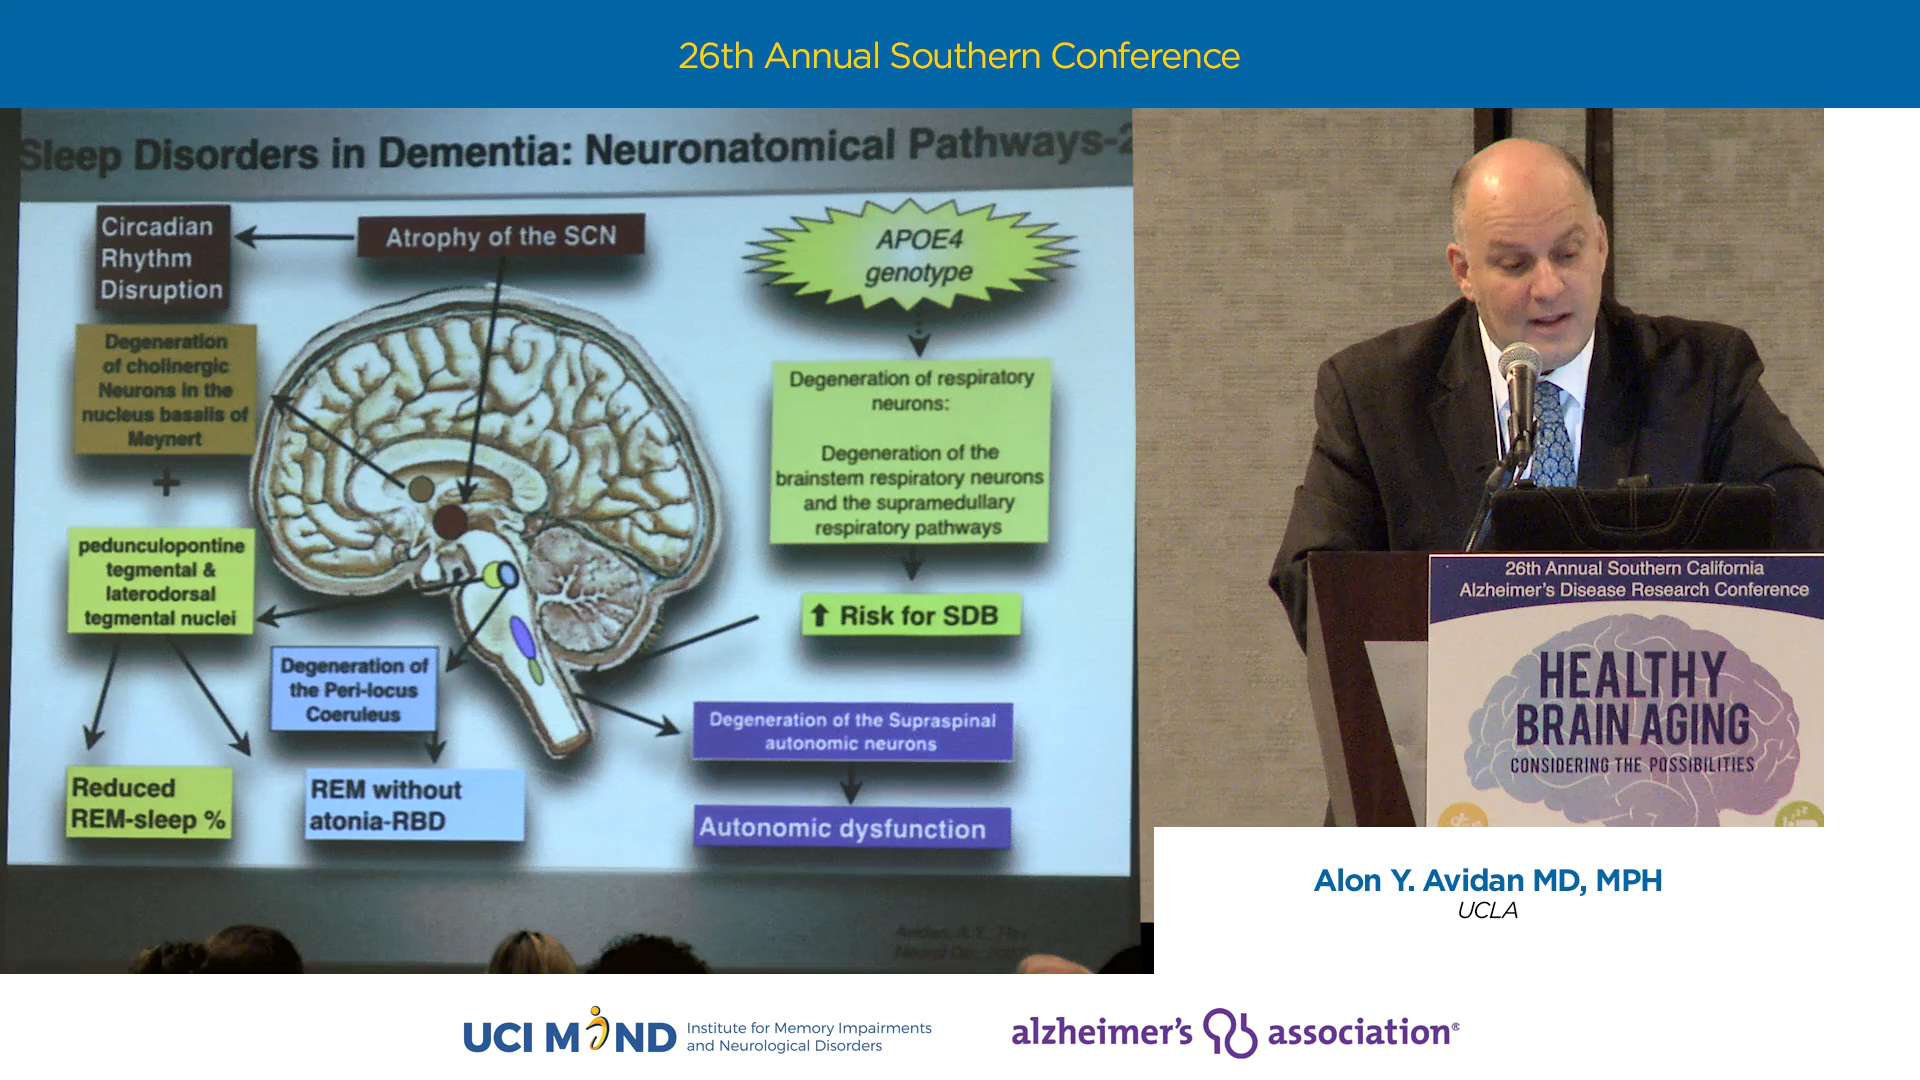 26th Annual Southern Conference
Sleep Disorders in Dementia: Neuronatomical Pathways-2
Circadian
Rhythm
Disruption
Atrophy of the SCN
APOE4
genotype
Degeneration
of cholinergic
Neurons in the
nucleus basalis of
Meynert
+
pedunculopontine
tegmental &
laterodorsal
tegmental nuclei
Degeneration of
the Peri-locus
Coeruleus
Reduced
REM-sleep %
REM without
atonia-RBD
Degeneration of respiratory
neurons:
Degeneration of the
brainstem respiratory neurons
and the supramedullary
respiratory pathways
⬆ Risk for SDB
Degeneration of the Supraspinal
autonomic neurons
Autonomic dysfunction
Avidan, A.Y.,
Neurol
26th Annual Southern California
Alzheimer's Disease Research Conference
HEALTHY
BRAIN AGING
CONSIDERING THE POSSIBILITIES
Alon Y. Avidan MD, MPH
UCLA
UCI MIND
Institute for Memory Impairments
and Neurological Disorders
alzheimer's association®